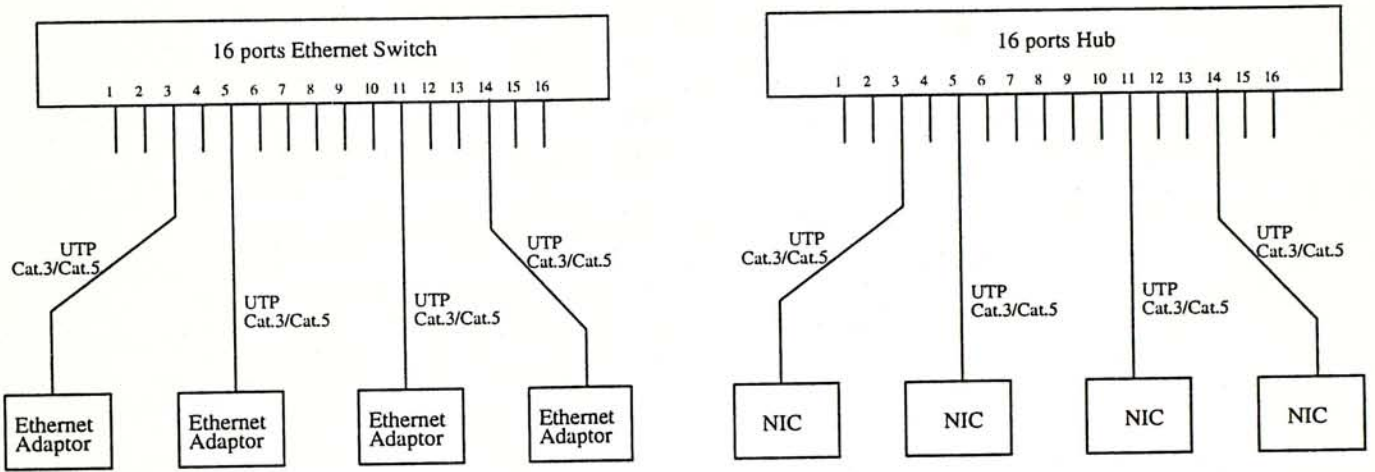 16 ports Ethernet Switch
1 2 3 4 5 6 7 8 9 10 11 12 13 14 15 16
UTP
Cat.3/Cat.5
UTP
Cat.3/Cat.5
UTP
Cat.3/Cat.5
UTP
Cat.3/Cat.5
Ethernet
Adaptor
Ethernet
Adaptor
Ethernet
Adaptor
Ethernet
Adaptor
16 ports Hub
1 2 3 4 5 6 7 8 9 10 11 12 13 14 15 16
UTP
Cat.3/Cat.5
UTP
Cat.3/Cat.5
UTP
Cat.3/Cat.5
UTP
Cat.3/Cat.5
NIC
NIC
NIC
NIC